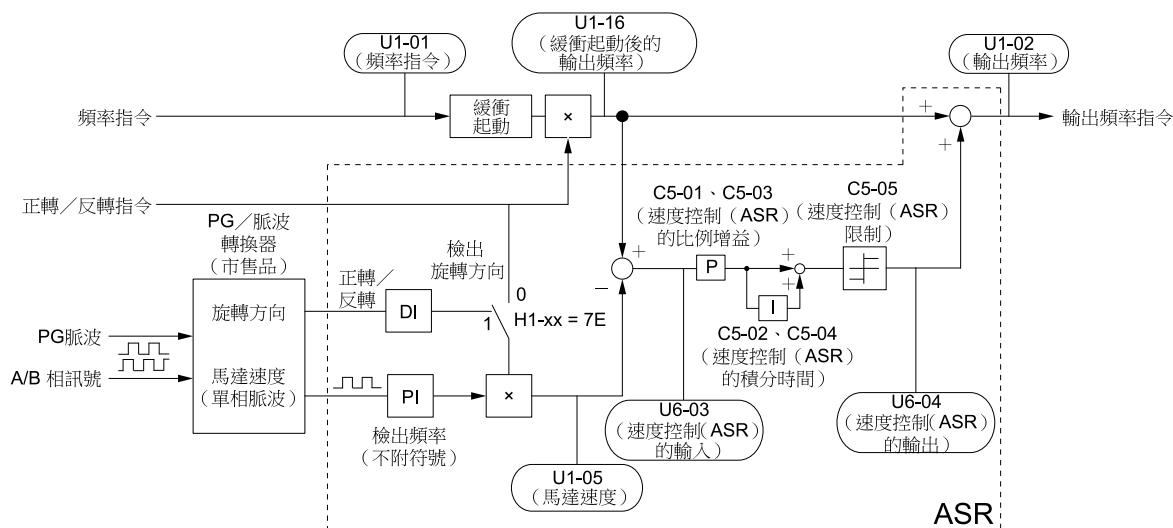 U1-01
（頻率指令）
U1-16
（緩衝起動後的
輸出頻率）
U1-02
（輸出頻率）
頻率指令
緩衝
起動
×
+
+
輸出頻率指令
正轉／反轉指令
PG／脈波
轉換器
（市售品）
檢出
旋轉方向
正轉／
反轉
C5-01、C5-03
（速度控制（ASR）
的比例增益）
C5-05
（速度控制（ASR）
限制）
+
−
P
+
+
I
旋轉方向
DI
0
1
H1-xx = 7E
C5-02、C5-04
（速度控制（ASR）
的積分時間）
PG脈波
A/B 相訊號
馬達速度
（單相脈波）
PI
×
檢出頻率
（不附符號）
U6-03
（速度控制（ASR）
的輸入）
U6-04
（速度控制（ASR）
的輸出）
U1-05
（馬達速度）
ASR